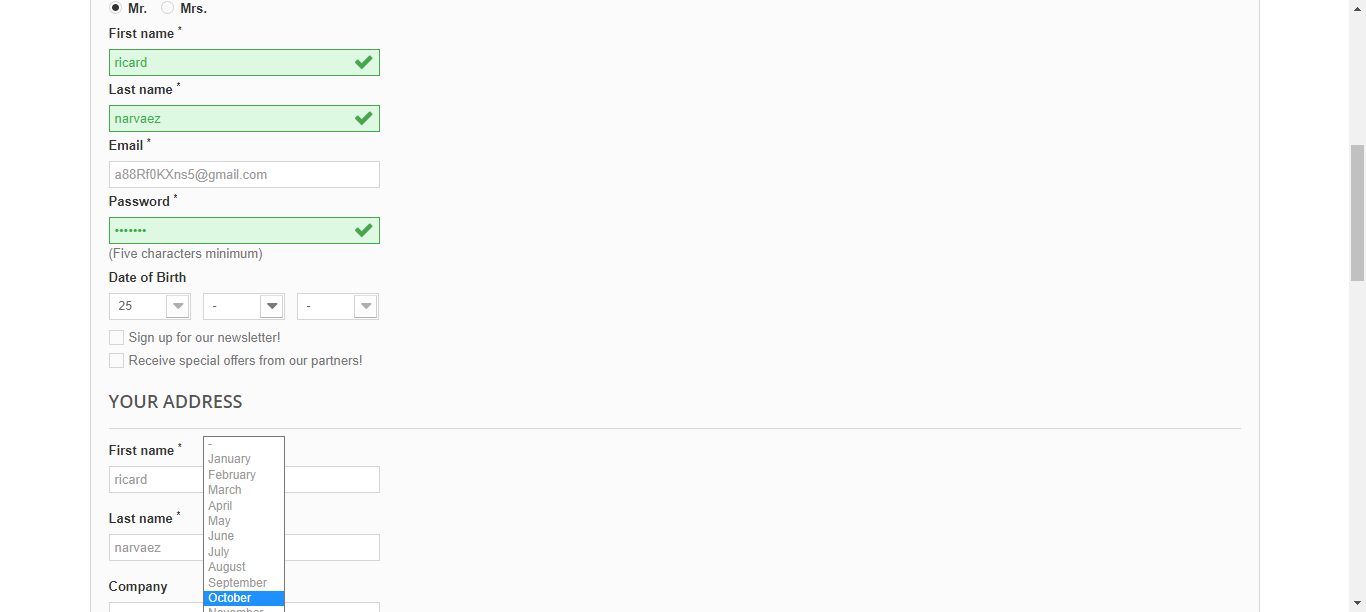 Mr. Mrs.
First name *
ricard
Last name *
narvaez
Email *
a88Rf0KXns5@gmail.com
Password *
•••••••
(Five characters minimum)
Date of Birth
25 - -
Sign up for our newsletter!
Receive special offers from our partners!
YOUR ADDRESS
First name *
ricard
Last name *
narvaez
Company
-
January
February
March
April
May
June
July
August
September
October
November